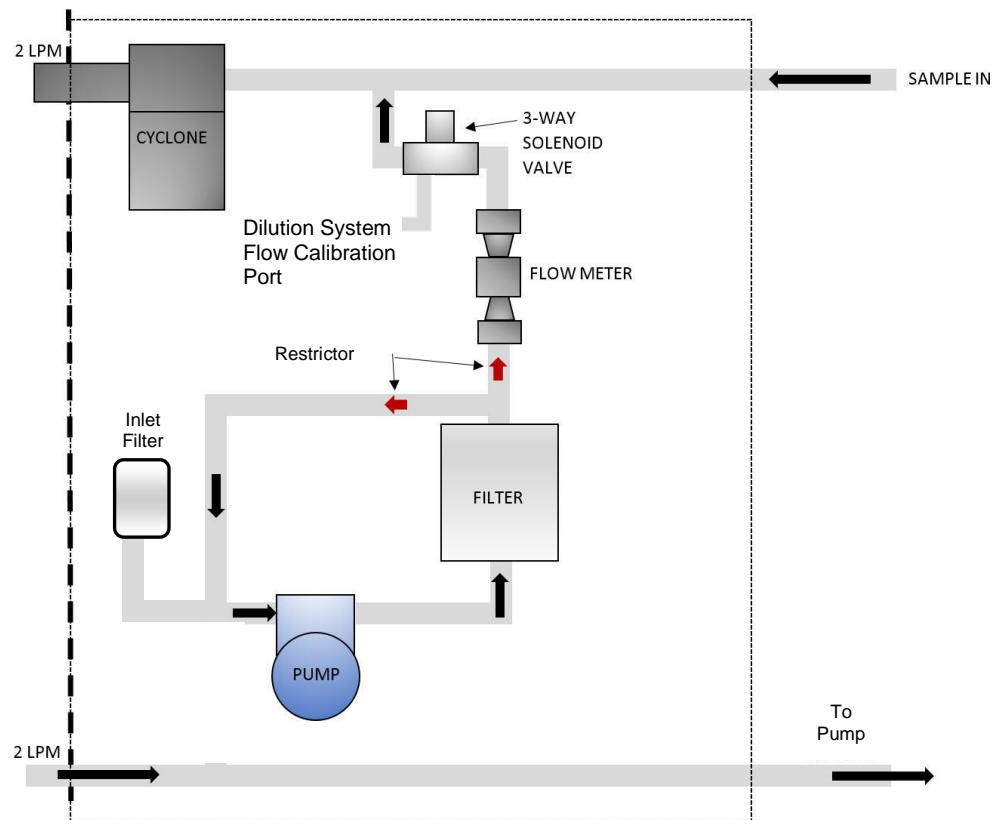 2 LPM
SAMPLE IN
3-WAY
SOLENOID
VALVE
CYCLONE
Dilution System
Flow Calibration
Port
FLOW METER
Restrictor
Inlet
Filter
FILTER
PUMP
To
Pump
2 LPM